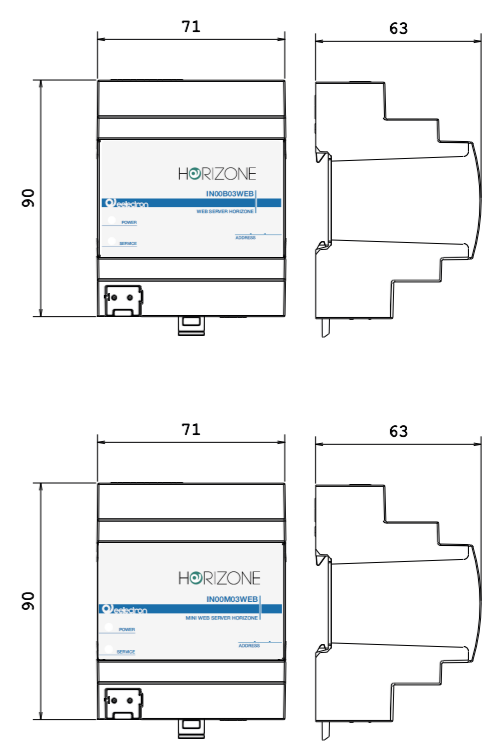 71
63
90
HORIZONE
IN00B03WEB
eelectron
WEB SERVER HORIZONE
POWER
ADDRESS
SERVICE
71
63
90
HORIZONE
IN00M03WEB
eelectron
MINI WEB SERVER HORIZONE
POWER
ADDRESS
SERVICE